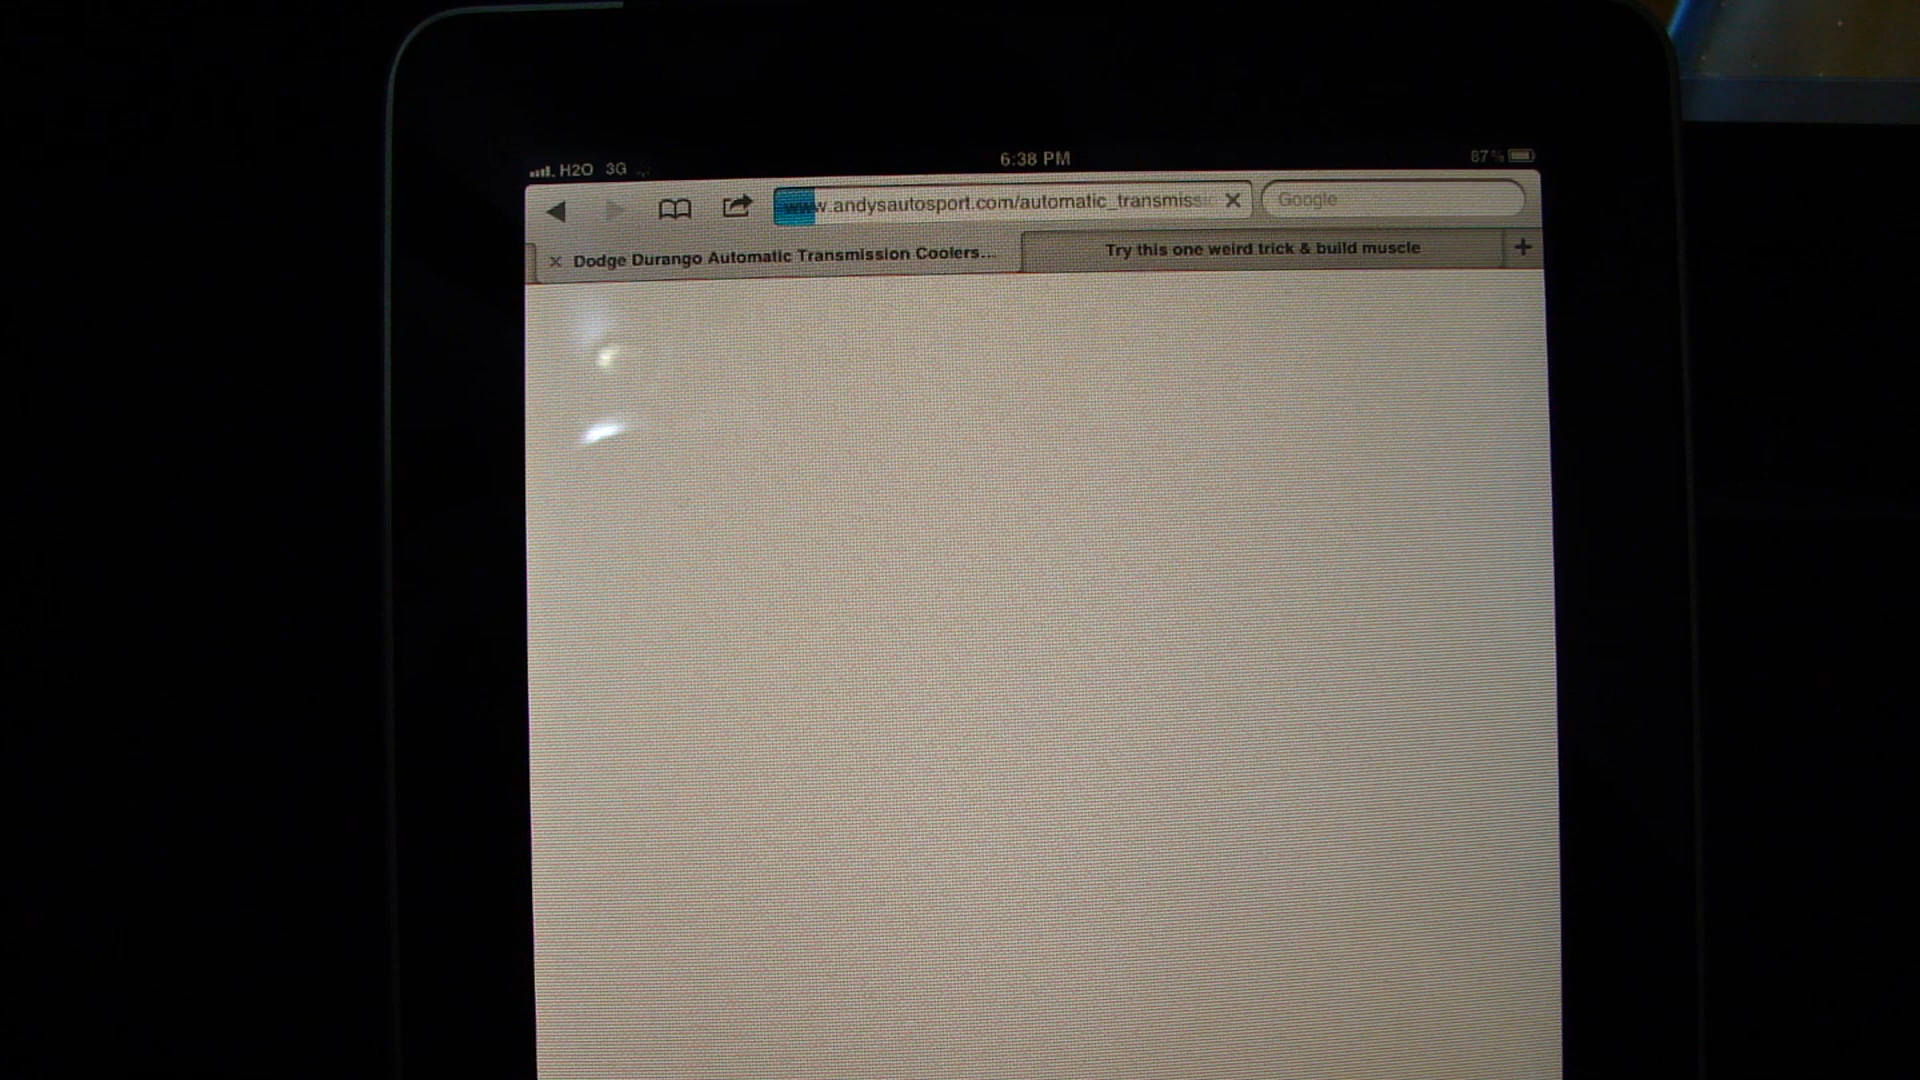 H2O 3G
6:38 PM
87%
www.andysautosport.com/automatic_transmissi
Google
Dodge Durango Automatic Transmission Coolers...
Try this one weird trick & build muscle